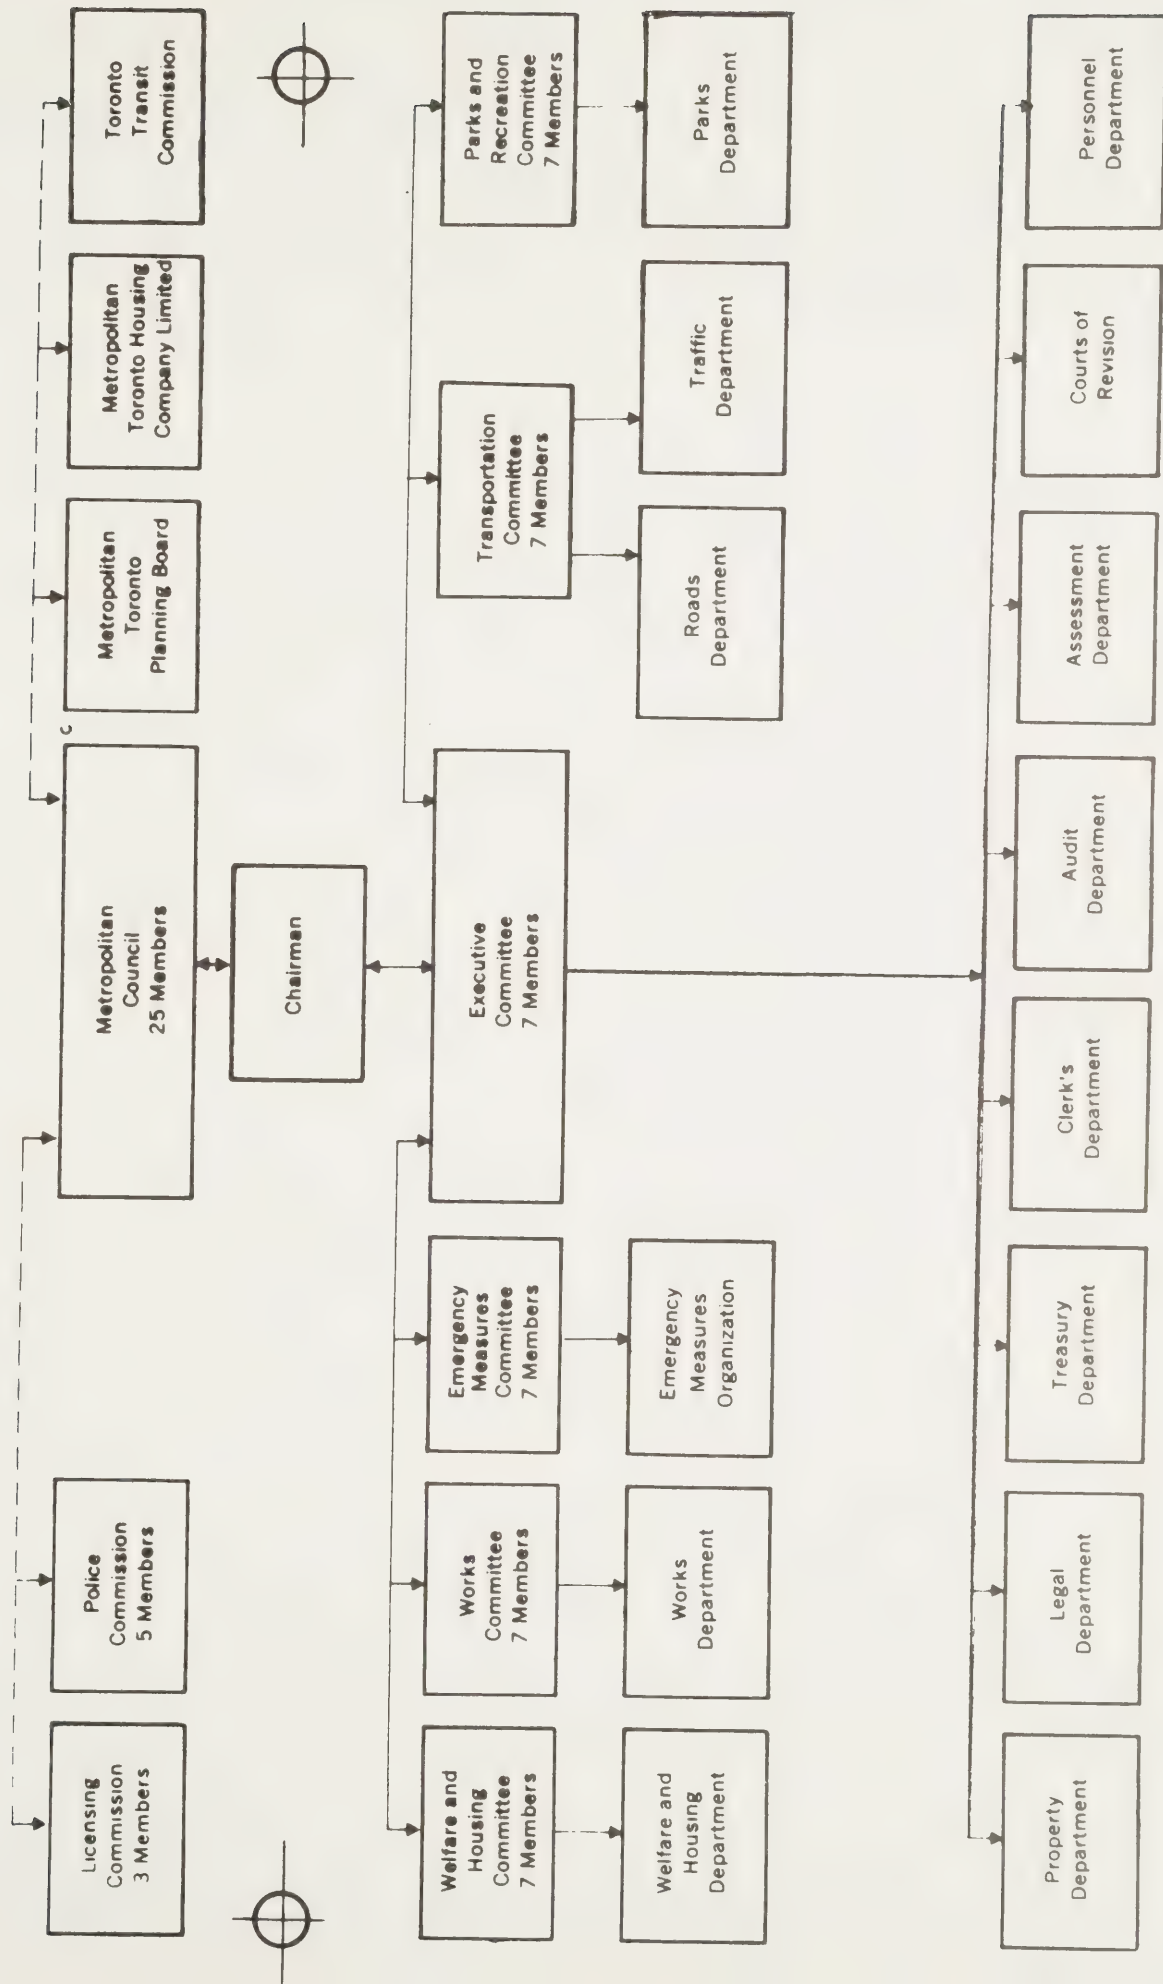 Licensing
Commission
3 Members
Police
Commission
5 Members
Metropolitan
Council
25 Members
c
Metropolitan
Toronto
Planning Board
Metropolitan
Toronto Housing
Company Limited
Toronto
Transit
Commission
Chairman
Welfare and
Housing
Committee
7 Members
Works
Committee
7 Members
Emergency
Measures
Committee
7 Members
Executive
Committee
7 Members
Transportation
Committee
7 Members
Parks and
Recreation
Committee
7 Members
Welfare and
Housing
Department
Works
Department
Emergency
Measures
Organization
Roads
Department
Traffic
Department
Parks
Department
Property
Department
Legal
Department
Treasury
Department
Clerk's
Department
Audit
Department
Assessment
Department
Courts of
Revision
Personnel
Department